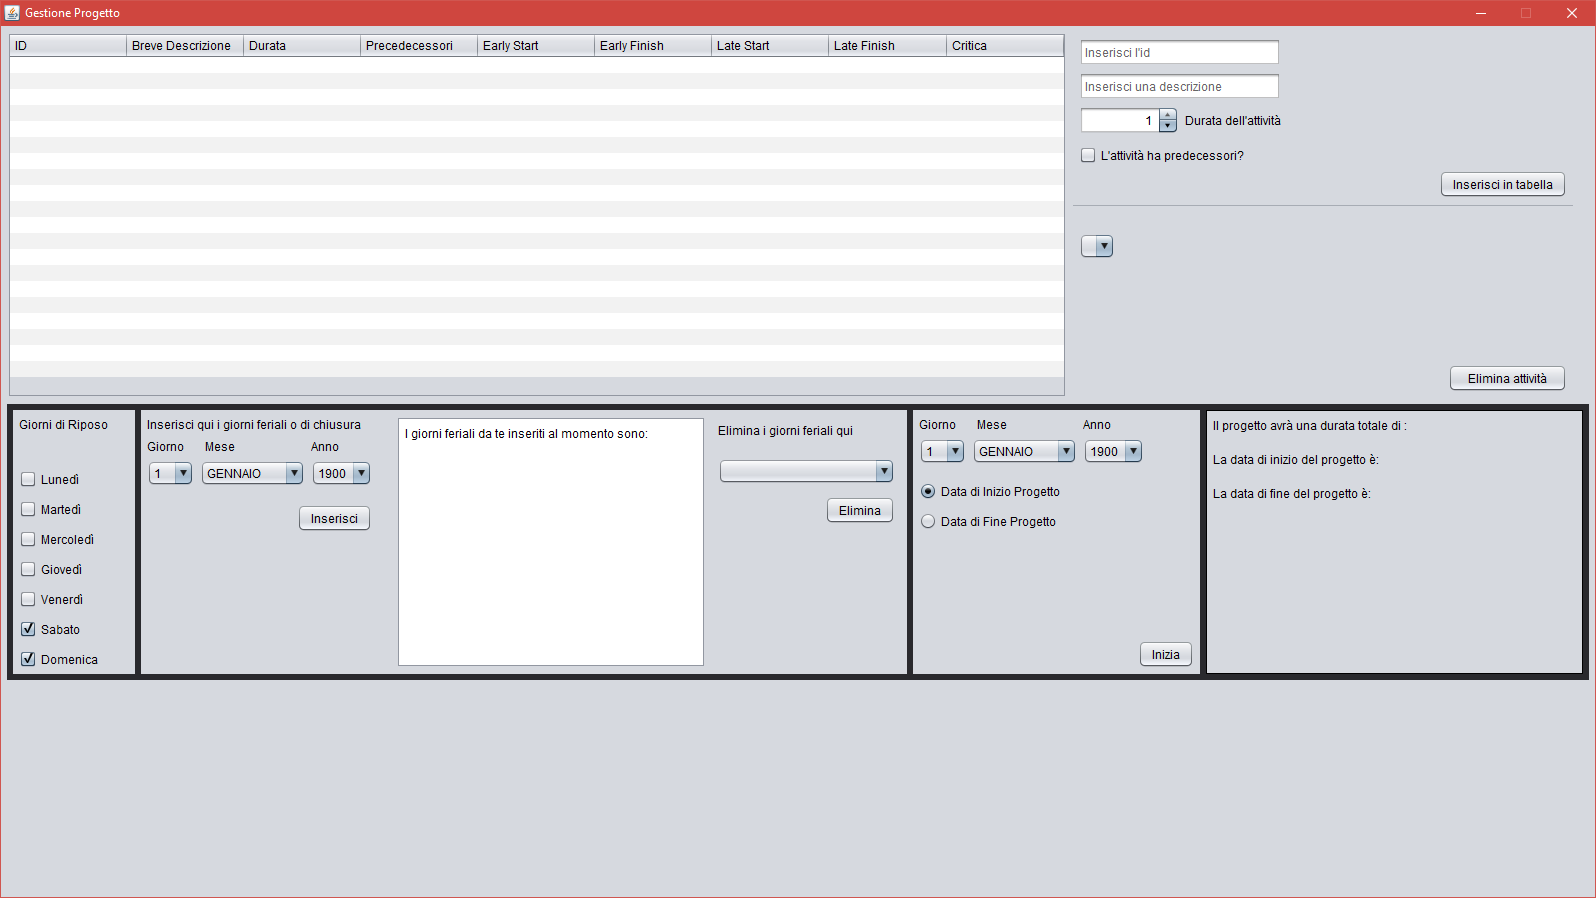 Gestione Progetto
ID Breve Descrizione Durata Precedecessori Early Start Early Finish Late Start Late Finish Critica
Inserisci l'id
Inserisci una descrizione
1 Durata dell'attività
L'attività ha predecessori?
Inserisci in tabella
Elimina attività
Giorni di Riposo
Lunedì
Martedì
Mercoledì
Giovedì
Venerdì
Sabato
Domenica
Inserisci qui i giorni feriali o di chiusura
Giorno Mese Anno
1 GENNAIO 1900
Inserisci
I giorni feriali da te inseriti al momento sono:
Elimina i giorni feriali qui
Elimina
Giorno Mese Anno
1 GENNAIO 1900
Data di Inizio Progetto
Data di Fine Progetto
Inizia
Il progetto avrà una durata totale di :
La data di inizio del progetto è:
La data di fine del progetto è: